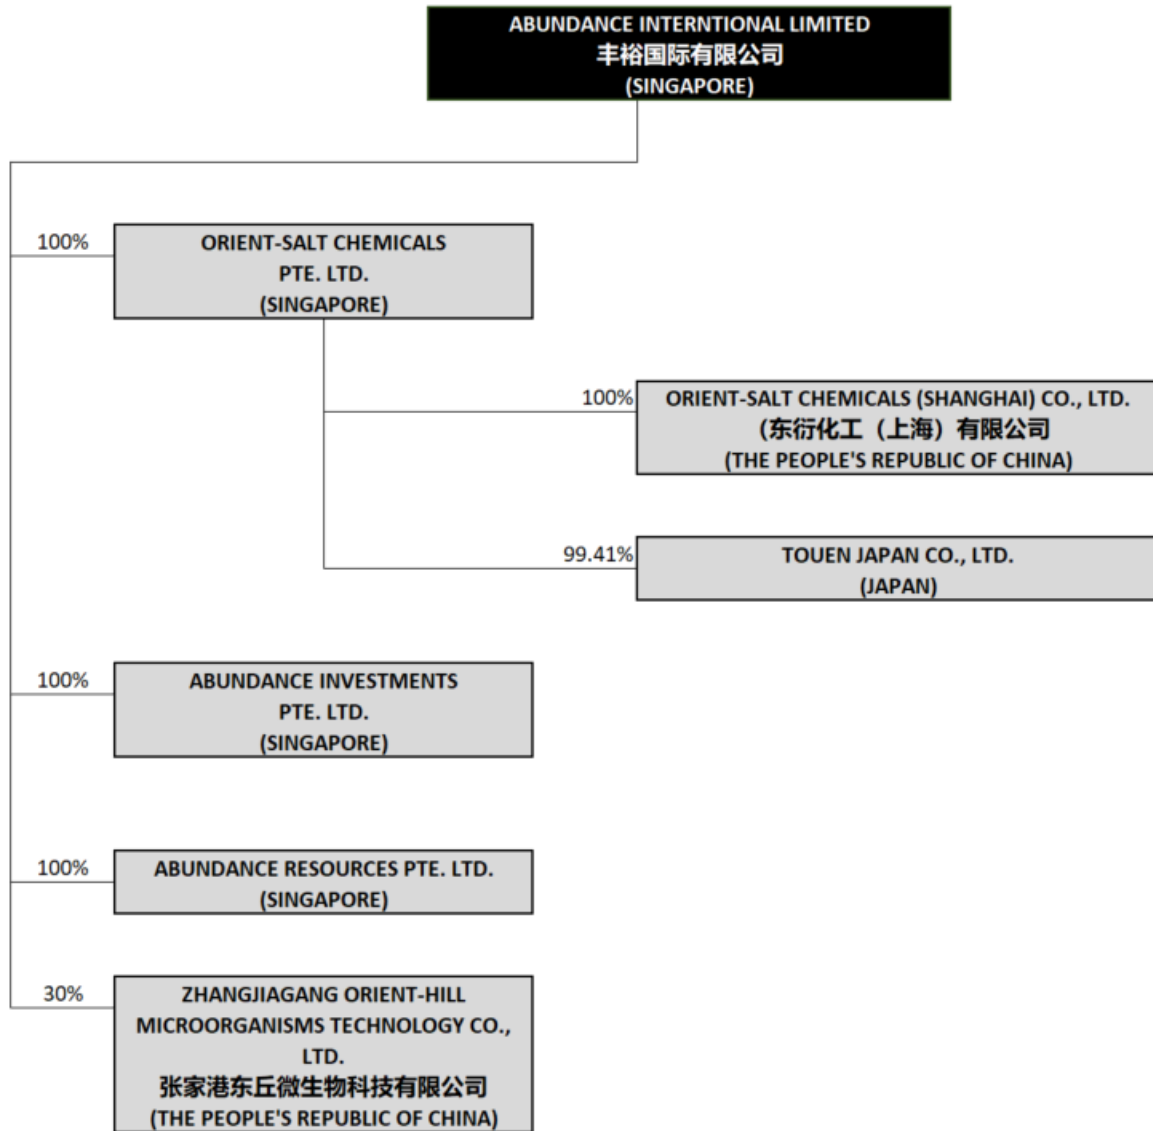 ABUNDANCE INTERNTIONAL LIMITED
丰裕国际有限公司
(SINGAPORE)
100%
ORIENT-SALT CHEMICALS
PTE. LTD.
(SINGAPORE)
100%
ORIENT-SALT CHEMICALS (SHANGHAI) CO., LTD.
(东衍化工（上海）有限公司
(THE PEOPLE'S REPUBLIC OF CHINA)
99.41%
TOUEN JAPAN CO., LTD.
(JAPAN)
100%
ABUNDANCE INVESTMENTS
PTE. LTD.
(SINGAPORE)
100%
ABUNDANCE RESOURCES PTE. LTD.
(SINGAPORE)
30%
ZHANGJIAGANG ORIENT-HILL
MICROORGANISMS TECHNOLOGY CO.,
LTD.
张家港东丘微生物科技有限公司
(THE PEOPLE'S REPUBLIC OF CHINA)